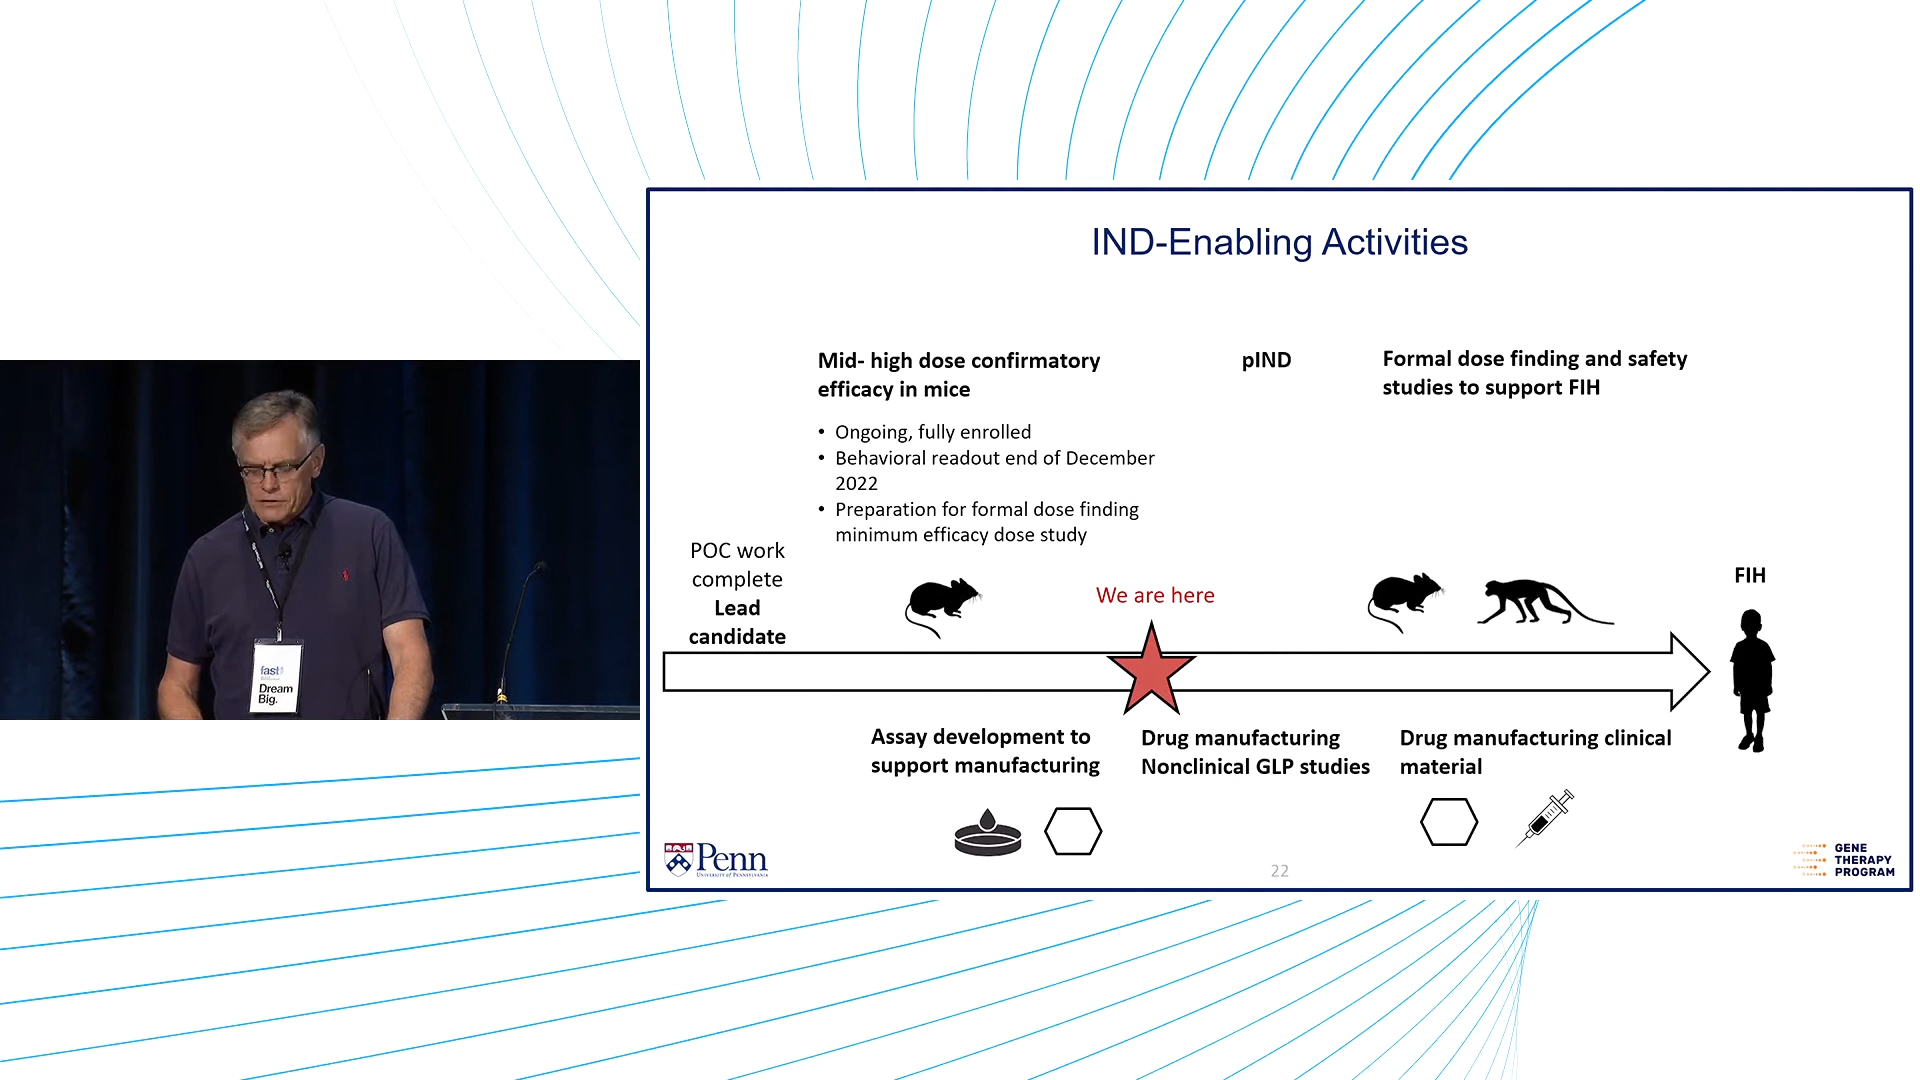 IND-Enabling Activities
Mid- high dose confirmatory
efficacy in mice
• Ongoing, fully enrolled
• Behavioral readout end of December
2022
• Preparation for formal dose finding
minimum efficacy dose study
pIND
Formal dose finding and safety
studies to support FIH
POC work
complete
Lead
candidate
We are here
FIH
Assay development to
support manufacturing
Drug manufacturing
Nonclinical GLP studies
Drug manufacturing clinical
material
Penn
UNIVERSITY of PENNSYLVANIA
22
GENE
THERAPY
PROGRAM
fast
Dream
Big.